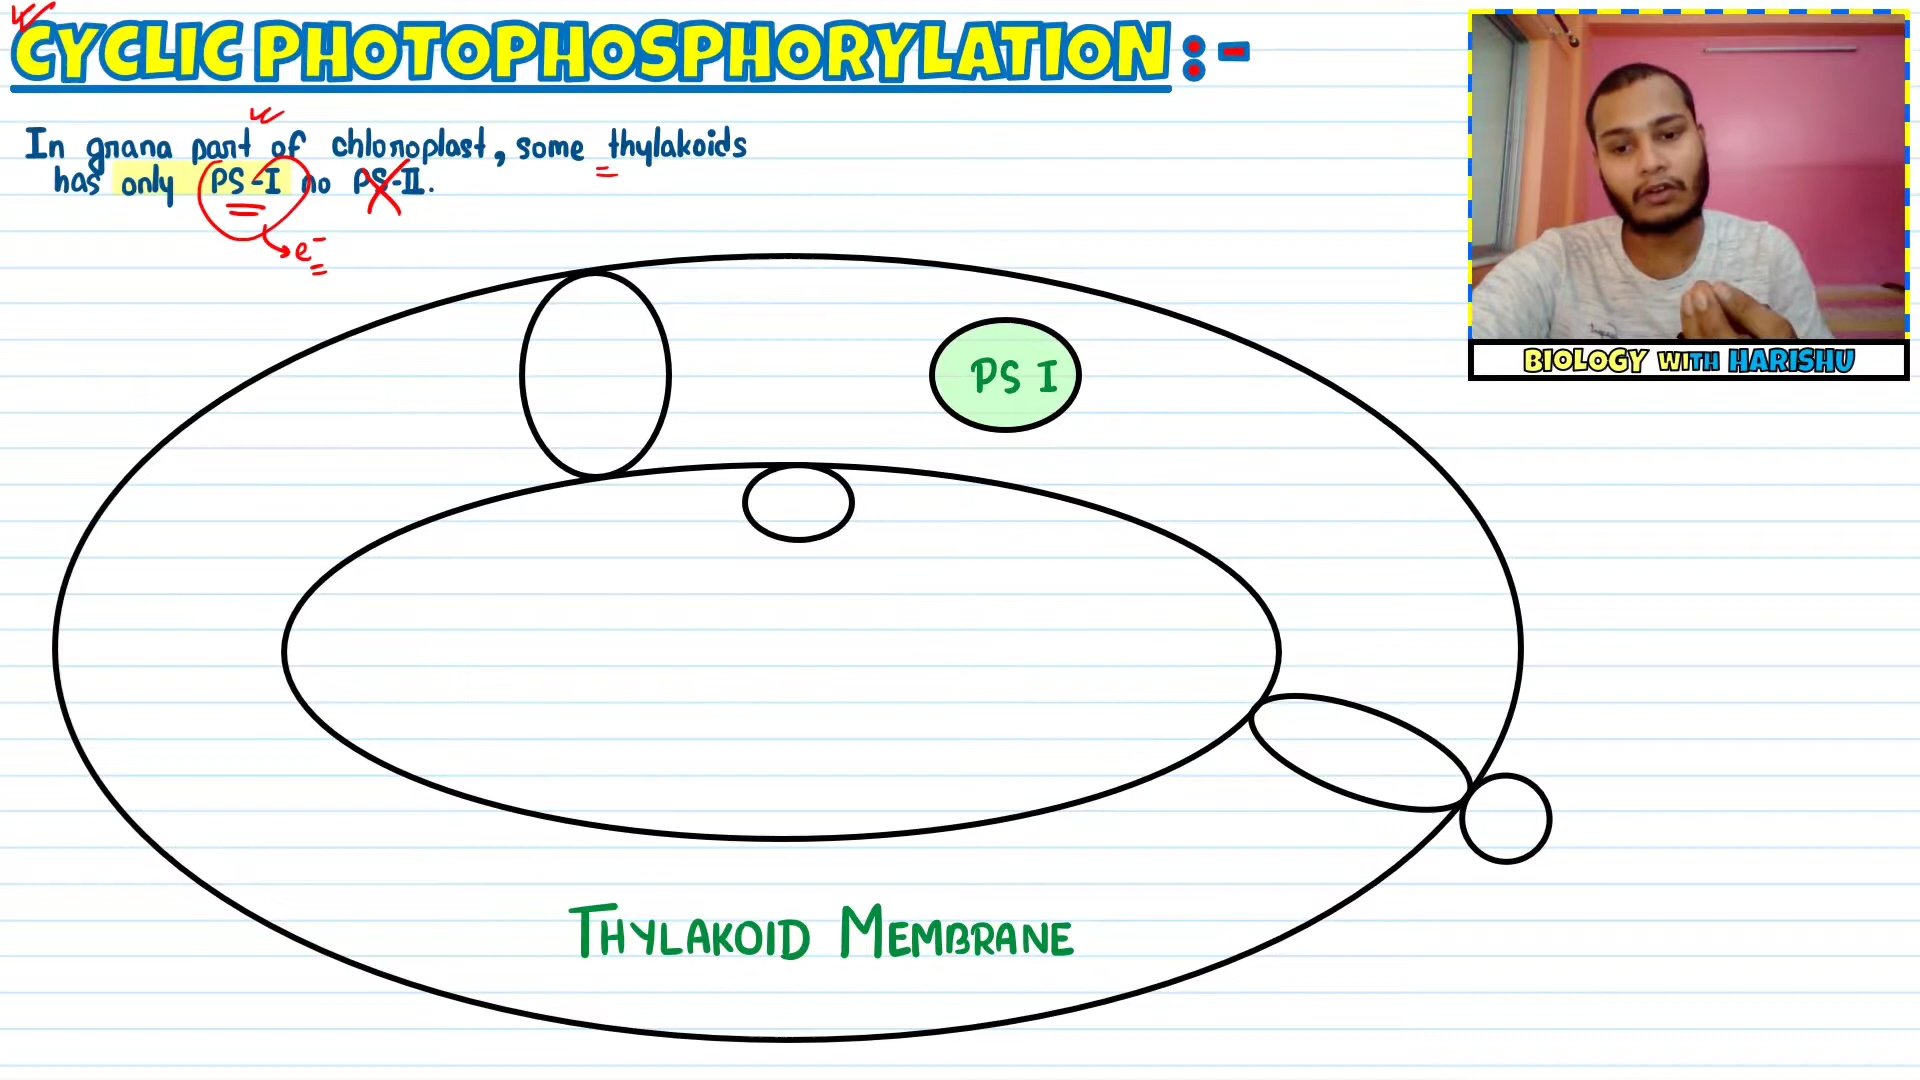 CYCLIC PHOTOPHOSPHORYLATION :-
In grana part of chloroplast, some thylakoids
has only PS-I no PS-II.
e⁻
PS I
BIOLOGY WITH HARISHU
THYLAKOID MEMBRANE